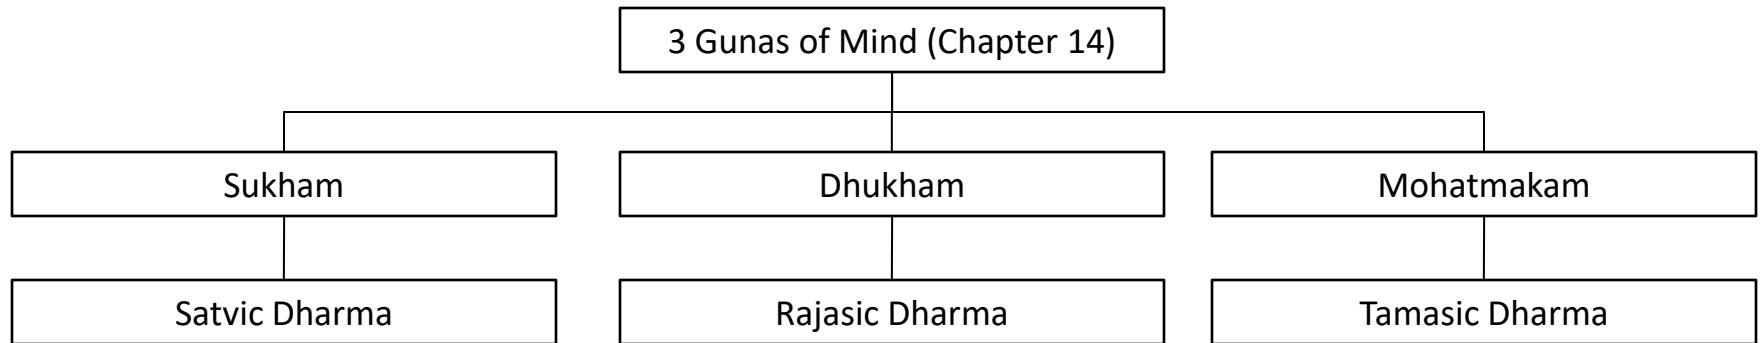 3 Gunas of Mind (Chapter 14)
Sukham
Dhukham
Mohatmakam
Satvic Dharma
Rajasic Dharma
Tamasic Dharma